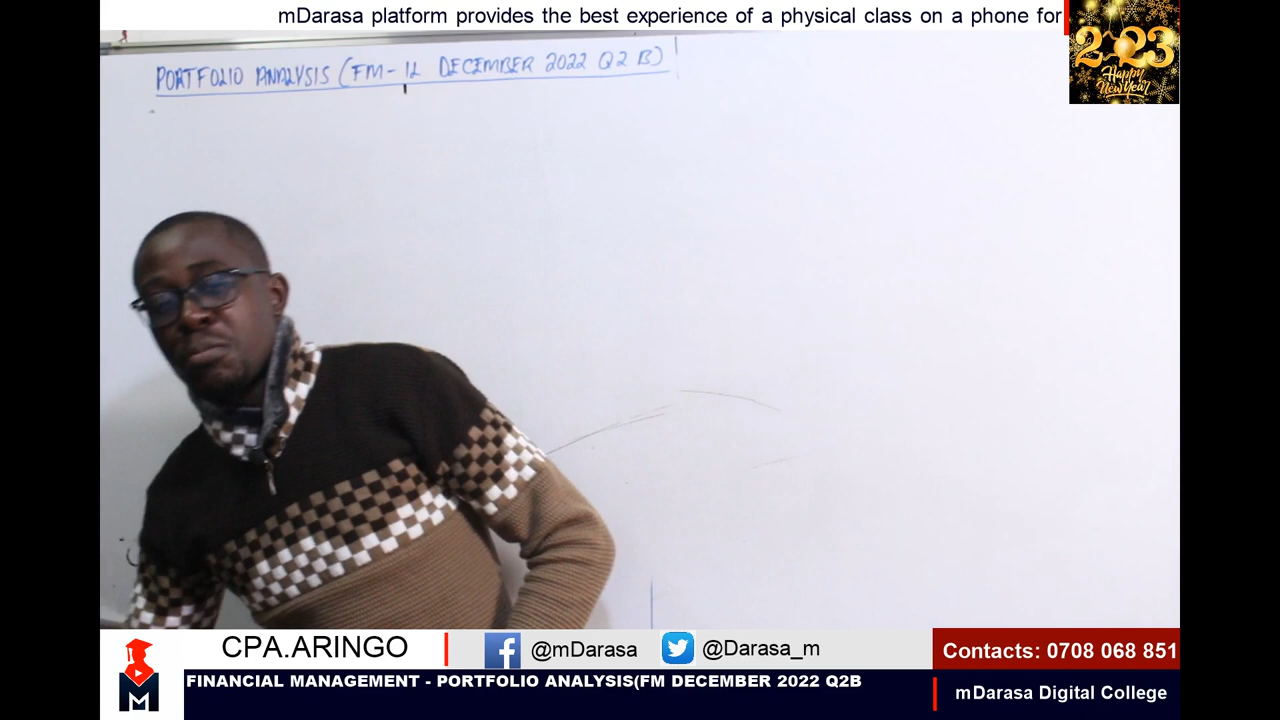 mDarasa platform provides the best experience of a physical class on a phone for
2023
Happy
New Year
PORTFOLIO ANALYSIS (FM- 12 DECEMBER 2022 Q2 B)
CPA.ARINGO
@mDarasa
@Darasa_m
Contacts: 0708 068 851
M
FINANCIAL MANAGEMENT - PORTFOLIO ANALYSIS(FM DECEMBER 2022 Q2B
mDarasa Digital College